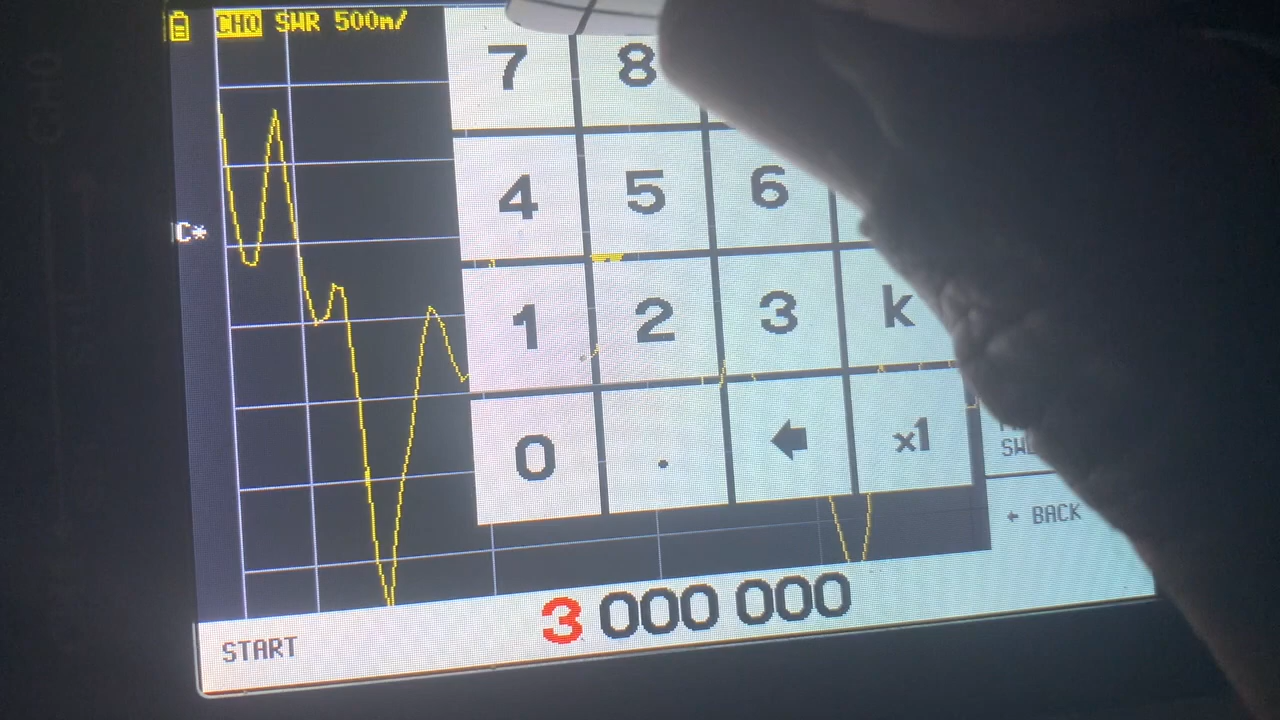 CH0 SWR 500m/
7 8
4 5 6
C*
1 2 3 k
0 . ← x1
← BACK
START 3 000 000